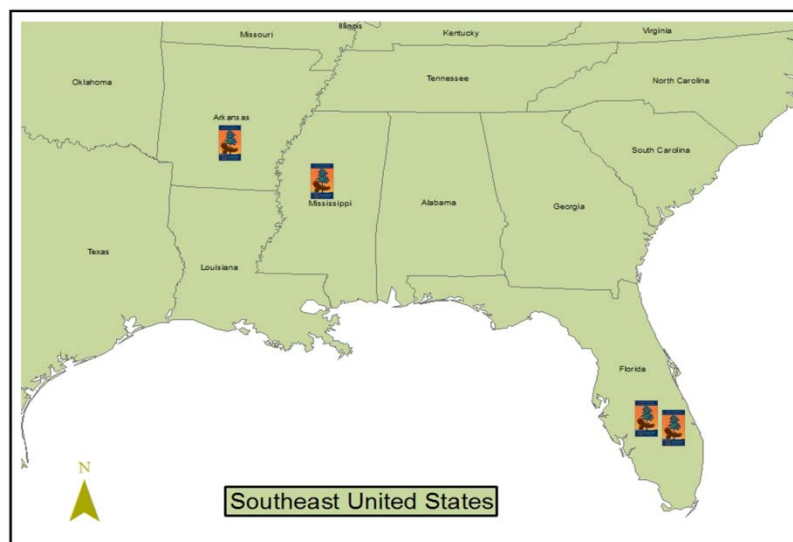 Illinois
Missouri
Kentucky
Virginia
Oklahoma
Tennessee
North Carolina
Arkansas
South Carolina
Mississippi
Alabama
Georgia
Texas
Louisiana
Florida
N
Southeast United States